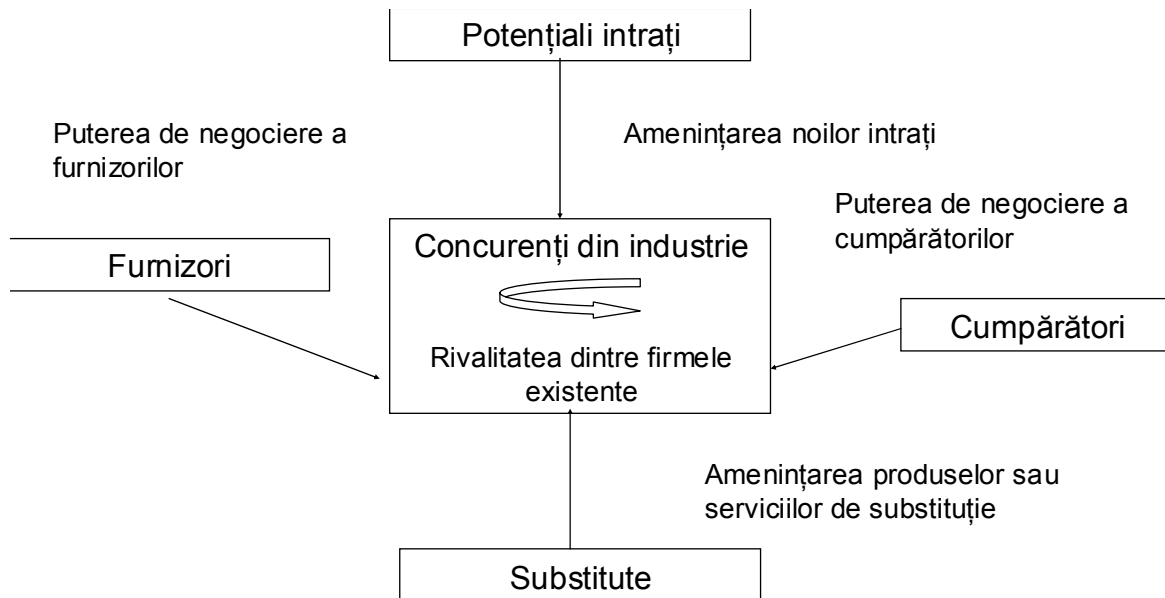 Potențiali intrați
Puterea de negociere a
furnizorilor
Amenințarea noilor intrați
Puterea de negociere a
cumpărătorilor
Furnizori
Concurenți din industrie
Rivalitatea dintre firmele
existente
Cumpărători
Amenințarea produselor sau
serviciilor de substituție
Substitute